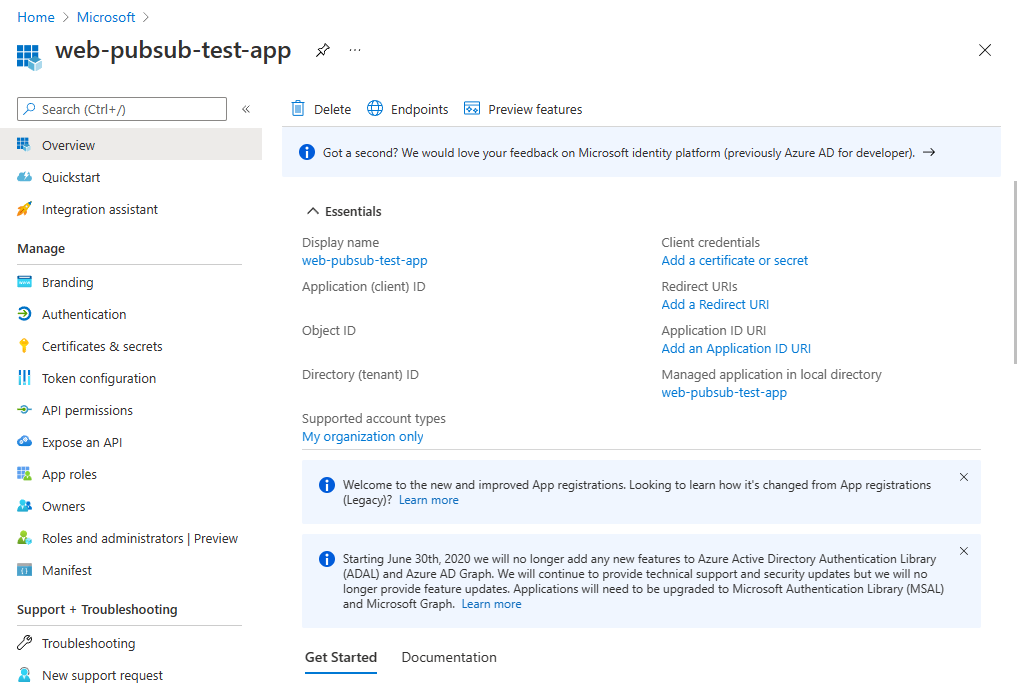 Home > Microsoft >
web-pubsub-test-app
Search (Ctrl+/)
«
Overview
Quickstart
Integration assistant
Manage
Branding
Authentication
Certificates & secrets
Token configuration
API permissions
Expose an API
App roles
Owners
Roles and administrators | Preview
Manifest
Support + Troubleshooting
Troubleshooting
New support request
Delete
Endpoints
Preview features
Got a second? We would love your feedback on Microsoft identity platform (previously Azure AD for developer). →
Essentials
Display name
web-pubsub-test-app
Application (client) ID
Object ID
Directory (tenant) ID
Supported account types
My organization only
Client credentials
Add a certificate or secret
Redirect URIs
Add a Redirect URI
Application ID URI
Add an Application ID URI
Managed application in local directory
web-pubsub-test-app
Welcome to the new and improved App registrations. Looking to learn how it's changed from App registrations
(Legacy)? Learn more
Starting June 30th, 2020 we will no longer add any new features to Azure Active Directory Authentication Library
(ADAL) and Azure AD Graph. We will continue to provide technical support and security updates but we will no
longer provide feature updates. Applications will need to be upgraded to Microsoft Authentication Library (MSAL)
and Microsoft Graph. Learn more
Get Started
Documentation